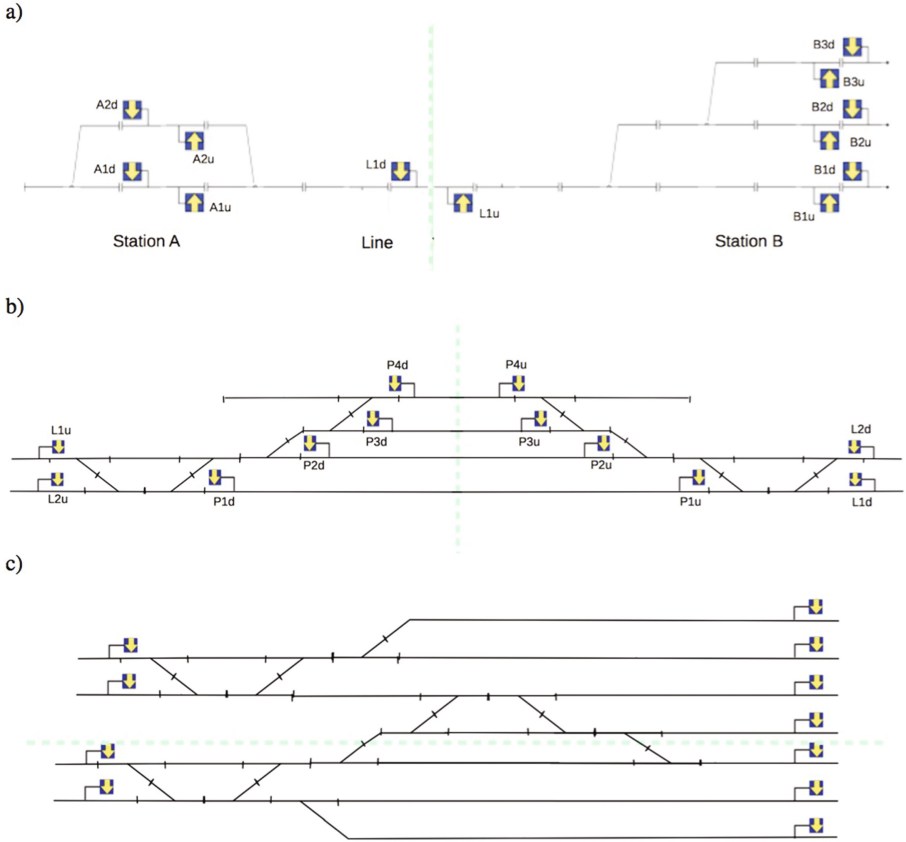 a)
B3d
B3u
A2d
B2d
A2u
B2u
A1d
L1d
B1d
A1u
L1u
B1u
Station A
Line
Station B
b)
P4d
P4u
L1u
P3d
P3u
L2d
P2d
P2u
L2u
P1d
P1u
L1d
c)